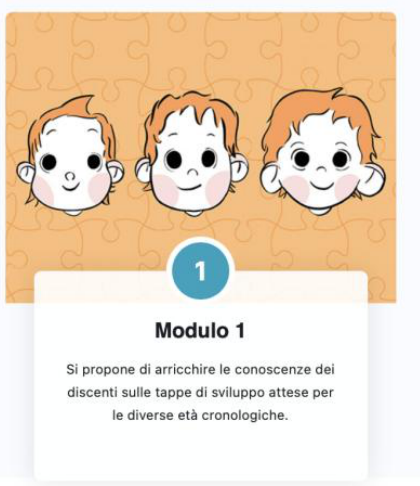 1
Modulo 1
Si propone di arricchire le conoscenze dei
discenti sulle tappe di sviluppo attese per
le diverse età cronologiche.